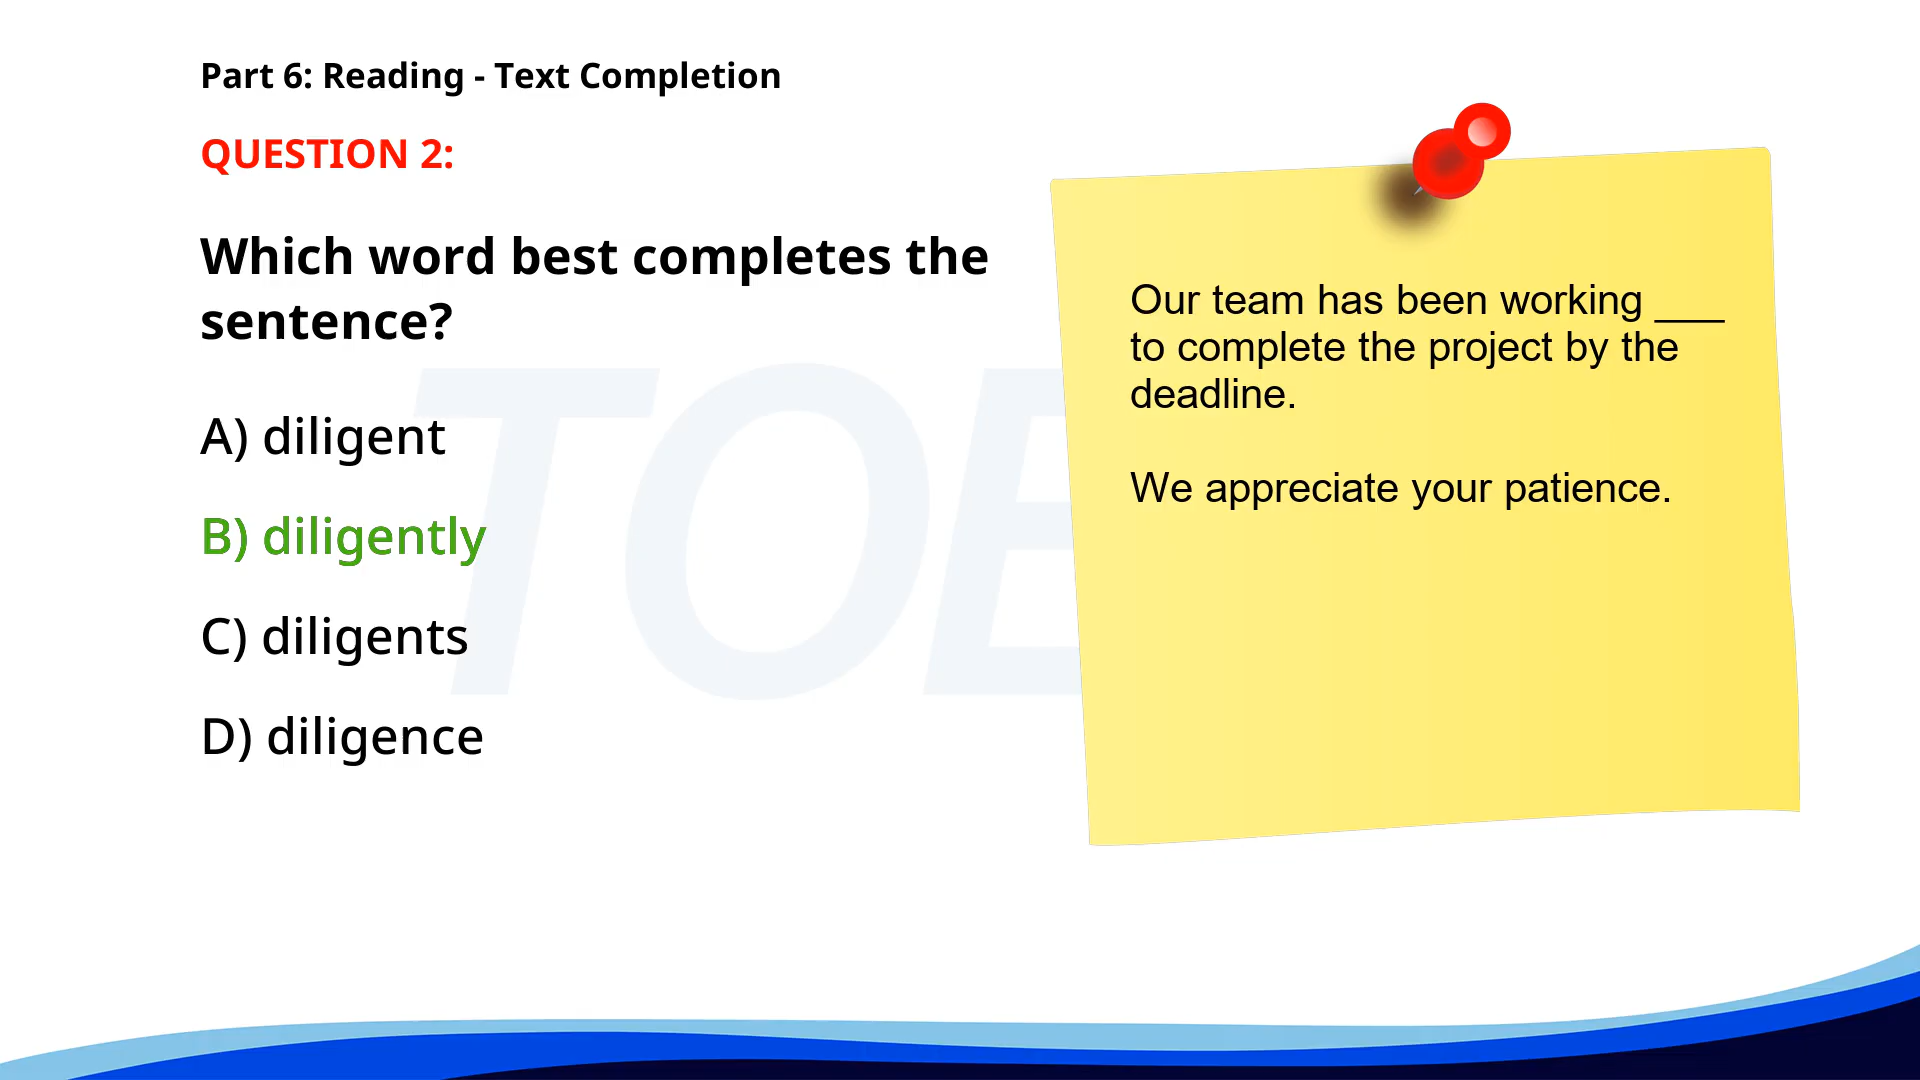 Part 6: Reading - Text Completion
QUESTION 2:
Which word best completes the
sentence?
A) diligent
B) diligently
C) diligents
D) diligence
Our team has been working ___
to complete the project by the
deadline.
We appreciate your patience.
TOE